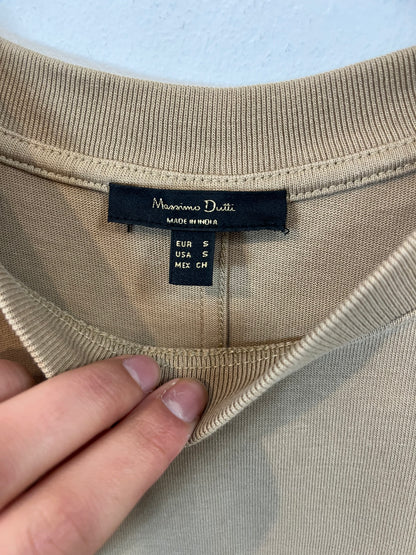 Massimo Dutti
MADE IN INDIA
EUR S
USA S
MEX CH